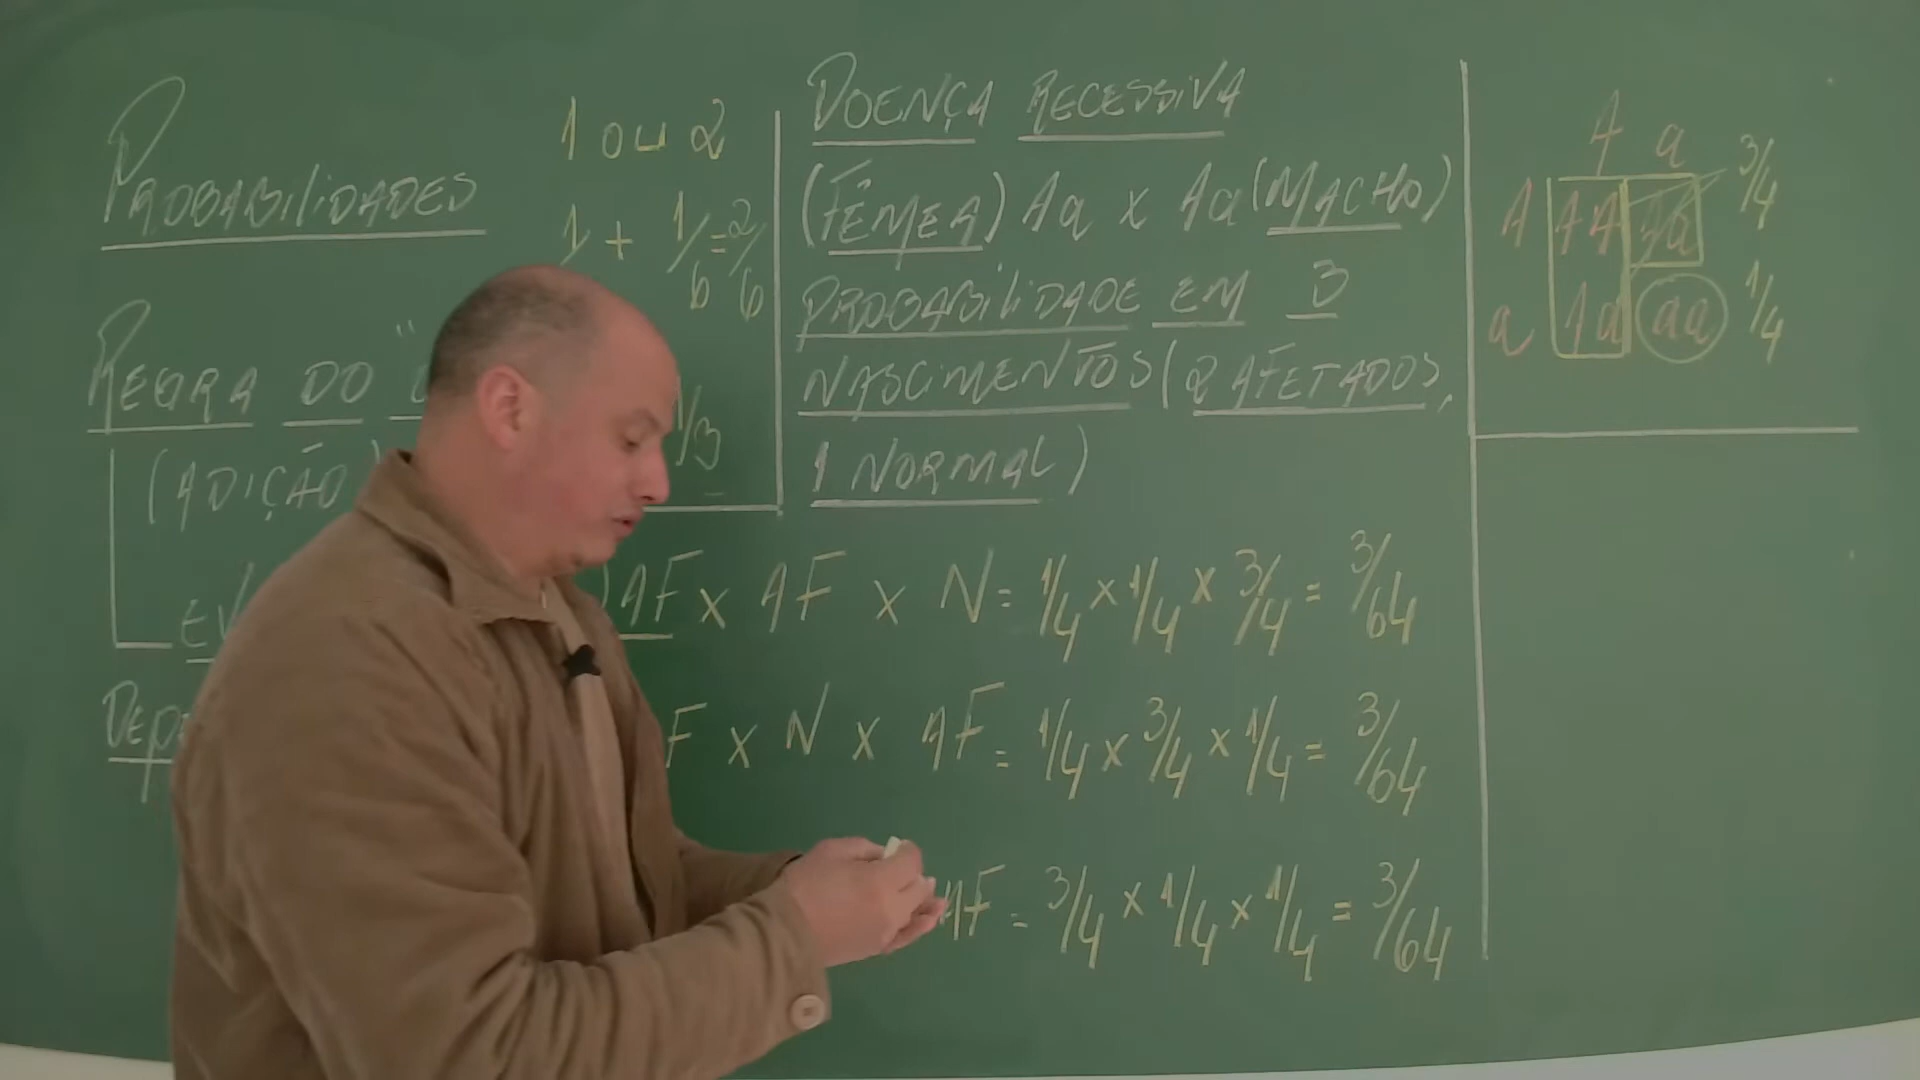 PROBABILIDADES
REGRA DO "
(ADIÇÃO)
1 ou 2
1/ + 1/6 = 2/6
1/3
DOENÇA RECESSIVA
(FÊMEA) Aa x Aa (MACHO)
PROBABILIDADE EM 3
NASCIMENTOS (2 AFETADOS,
1 NORMAL)
AF x AF x N = 1/4 x 1/4 x 3/4 = 3/64
F x N x AF = 1/4 x 3/4 x 1/4 = 3/64
AF = 3/4 x 1/4 x 1/4 = 3/64
A a
A AA Aa 3/4
a Aa aa 1/4